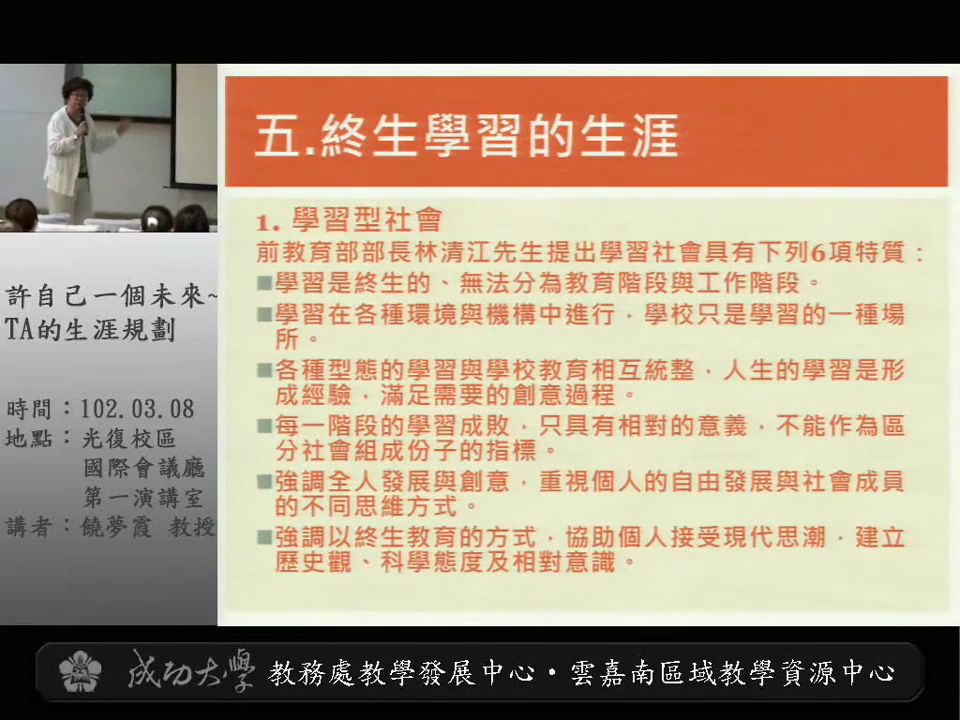 五.終生學習的生涯
1. 學習型社會
前教育部部長林清江先生提出學習社會具有下列6項特質：
學習是終生的、無法分為教育階段與工作階段。
學習在各種環境與機構中進行，學校只是學習的一種場
所。
各種型態的學習與學校教育相互統整，人生的學習是形
成經驗，滿足需要的創意過程。
每一階段的學習成敗，只具有相對的意義，不能作為區
分社會組成份子的指標。
強調全人發展與創意，重視個人的自由發展與社會成員
的不同思維方式。
強調以終生教育的方式，協助個人接受現代思潮，建立
歷史觀、科學態度及相對意識。
許自己一個未來~
TA的生涯規劃
時間：102.03.08
地點：光復校區
國際會議廳
第一演講室
講者：饒夢霞 教授
成功大學 教務處教學發展中心・雲嘉南區域教學資源中心